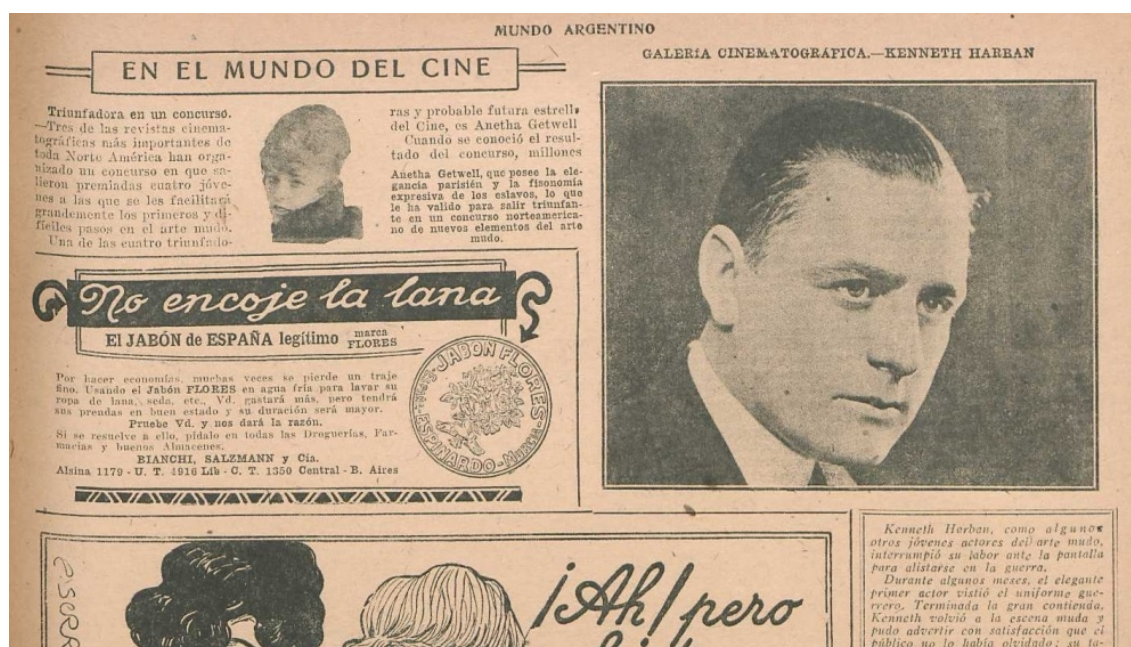 MUNDO ARGENTINO
EN EL MUNDO DEL CINE
Triunfadora en un concurso.
—Tres de las revistas cinema-
tográficas más importantes de
toda Norte América han orga-
nizado un concurso en que sa-
lieron premiadas cuatro jóve-
nes a las que se les facilitará
grandemente los primeros y di-
fíciles pasos en el arte mudo.
Una de las cuatro triunfado-
ras y probable futura estrella
del Cine, es Anetha Getwell
Cuando se conoció el resul-
tado del concurso, millones
Anetha Getwell, que posee la ele-
gancia parisién y la fisonomía
expresiva de los eslavos, lo que
le ha valido para salir triunfan-
te en un concurso norteamerica-
no de nuevos elementos del arte
mudo.
No encoje la lana
El JABÓN de ESPAÑA legítimo marca FLORES
Por hacer economías, muchas veces se pierde un traje
fino. Usando el Jabón FLORES en agua fría para lavar su
ropa de lana, seda, etc., Vd. gastará más, pero tendrá
sus prendas en buen estado y su duración será mayor.
Pruebe Vd. y nos dará la razón.
Si se resuelve a ello, pídalo en todas las Droguerías, Far-
macias y buenos Almacenes.
BIANCHI, SALZMANN y Cía.
Alsina 1179 - U. T. 4916 Lib - C. T. 1350 Central - B. Aires
JABON FLORES
ESPINARDO-Murcia-
GALERÍA CINEMATOGRÁFICA.—KENNETH HARBAN
Kenneth Harban, como algunos
otros jóvenes actores del arte mudo,
interrumpió su labor ante la pantalla
para alistarse en la guerra.
Durante algunos meses, el elegante
primer actor vistió el uniforme gue-
rrero. Terminada la gran contienda,
Kenneth volvió a la escena muda y
pudo advertir con satisfacción que el
público no lo había olvidado; su ta-
¡Ah! pero